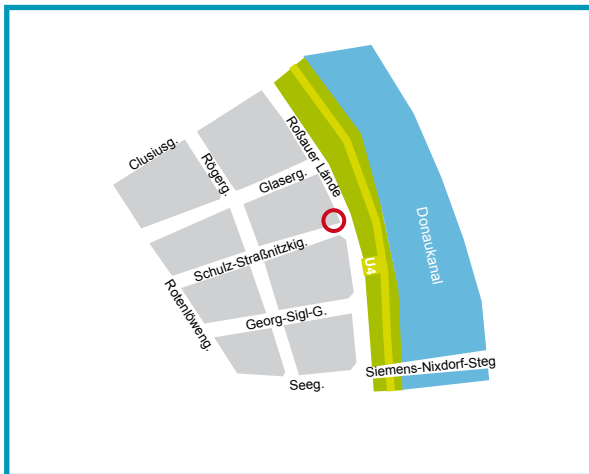 Clusiusg.
Rögerg.
Roßauer Lände
Glaserg.
Donaukanal
Schulz-Straßnitzkig.
U4
Rotenlöweng.
Georg-Sigl-G.
Siemens-Nixdorf-Steg
Seeg.